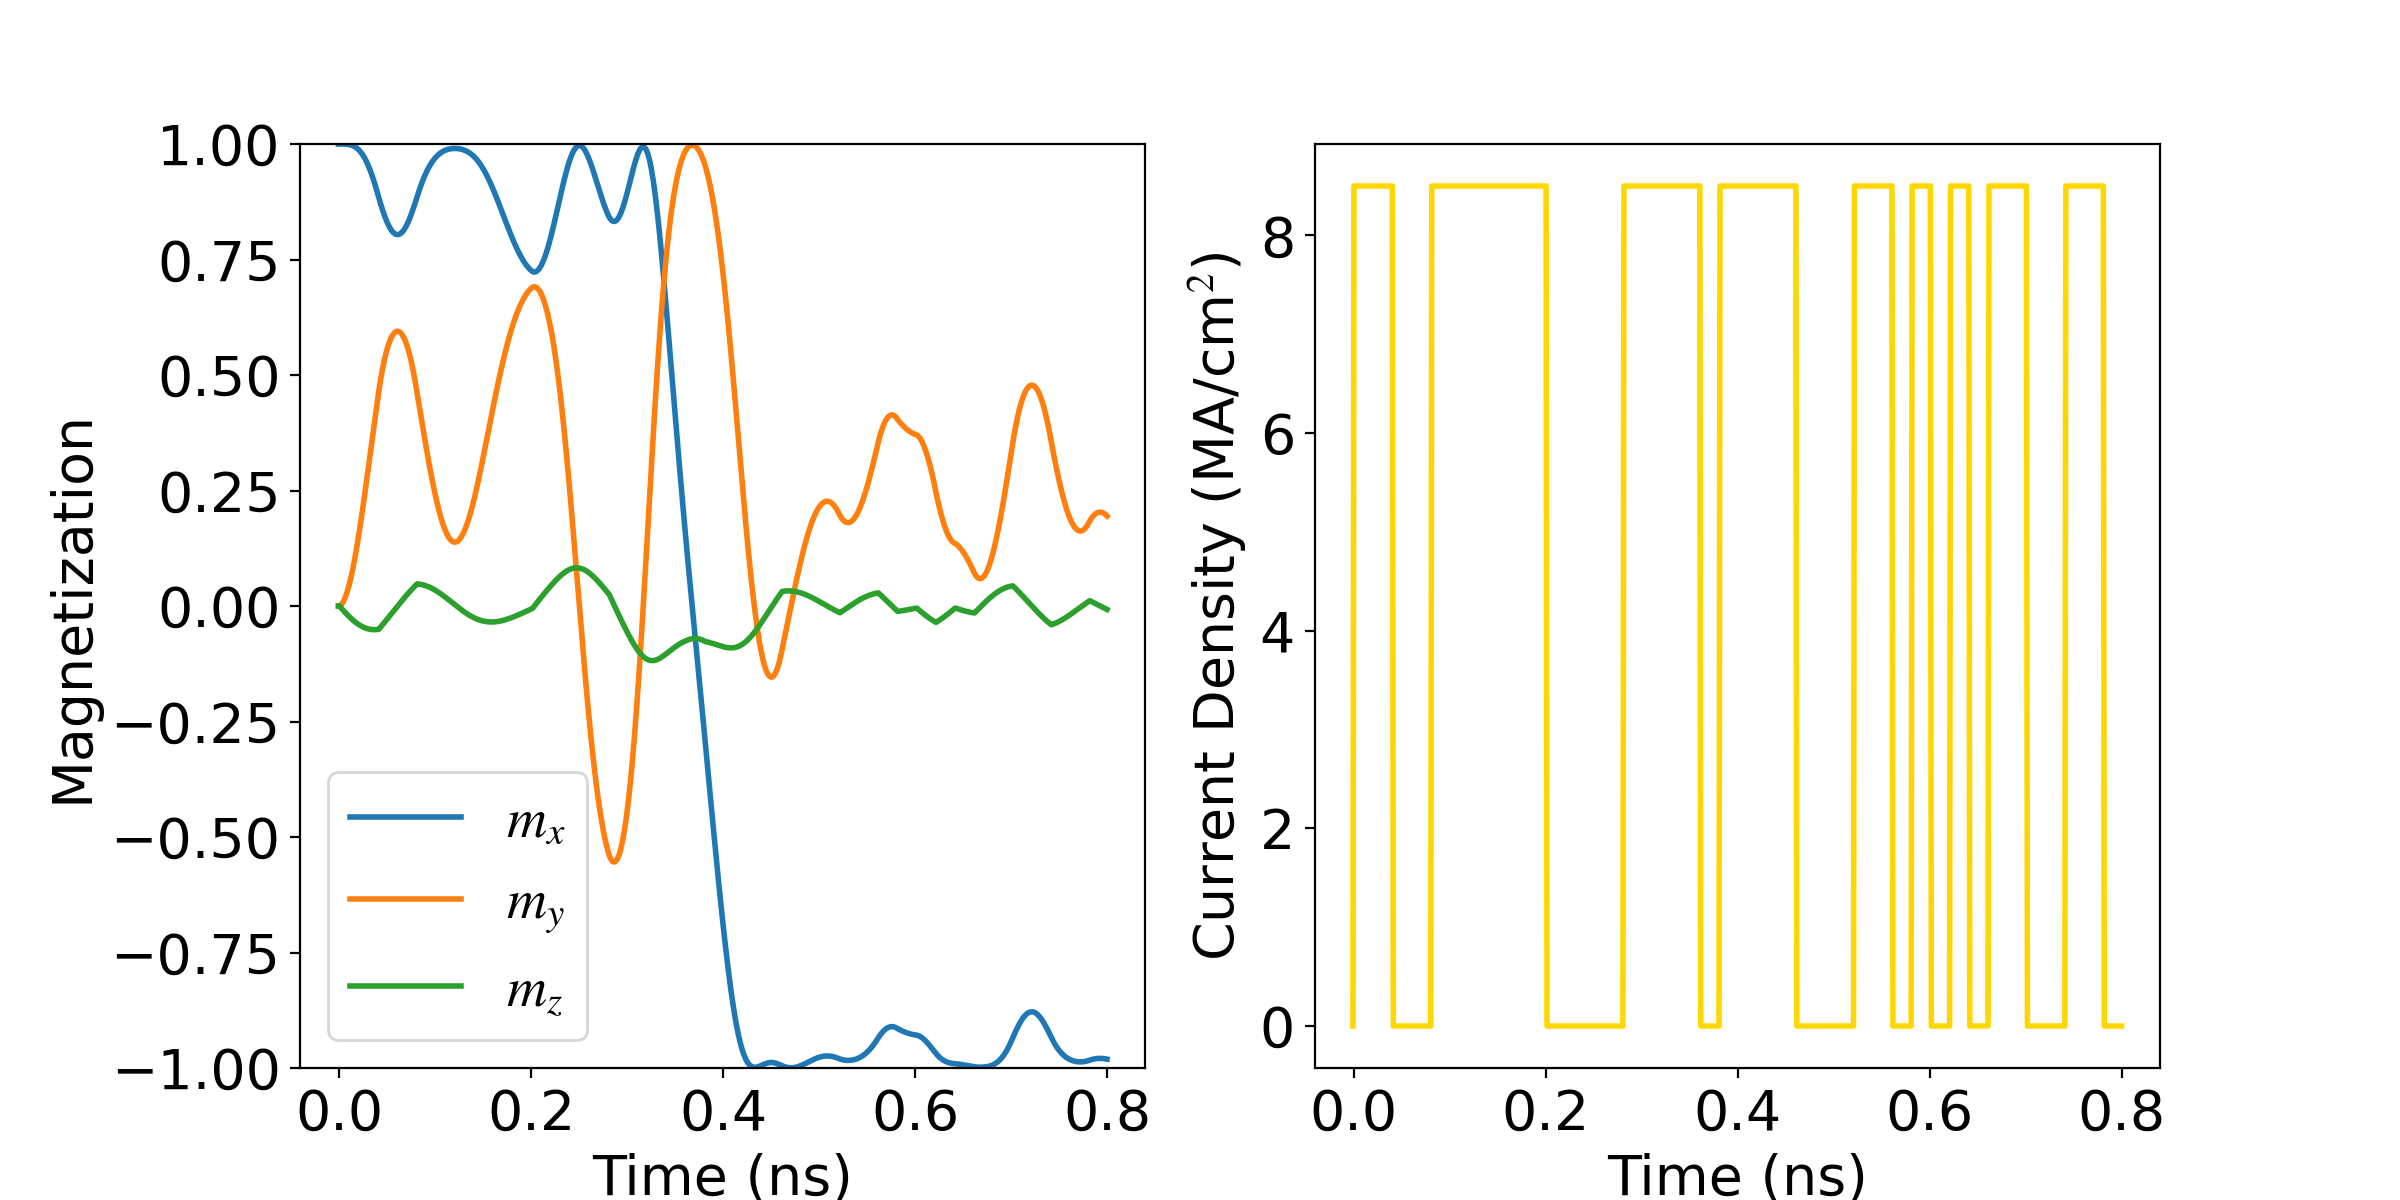 Magnetization
1.00
0.75
0.50
0.25
0.00
−0.25
−0.50
−0.75
−1.00
m_x
m_y
m_z
0.0 0.2 0.4 0.6 0.8
Time (ns)
Current Density (MA/cm²)
8
6
4
2
0
0.0 0.2 0.4 0.6 0.8
Time (ns)